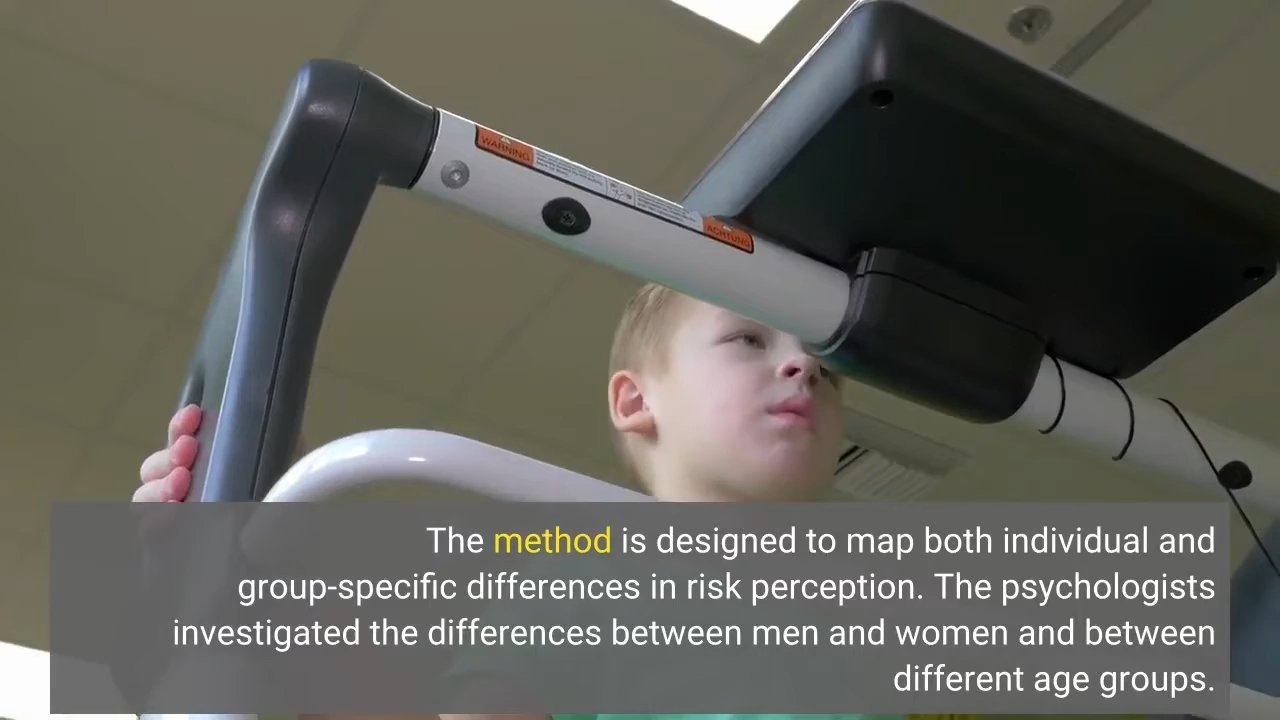 WARNING
ACHTUNG
The method is designed to map both individual and
group-specific differences in risk perception. The psychologists
investigated the differences between men and women and between
different age groups.